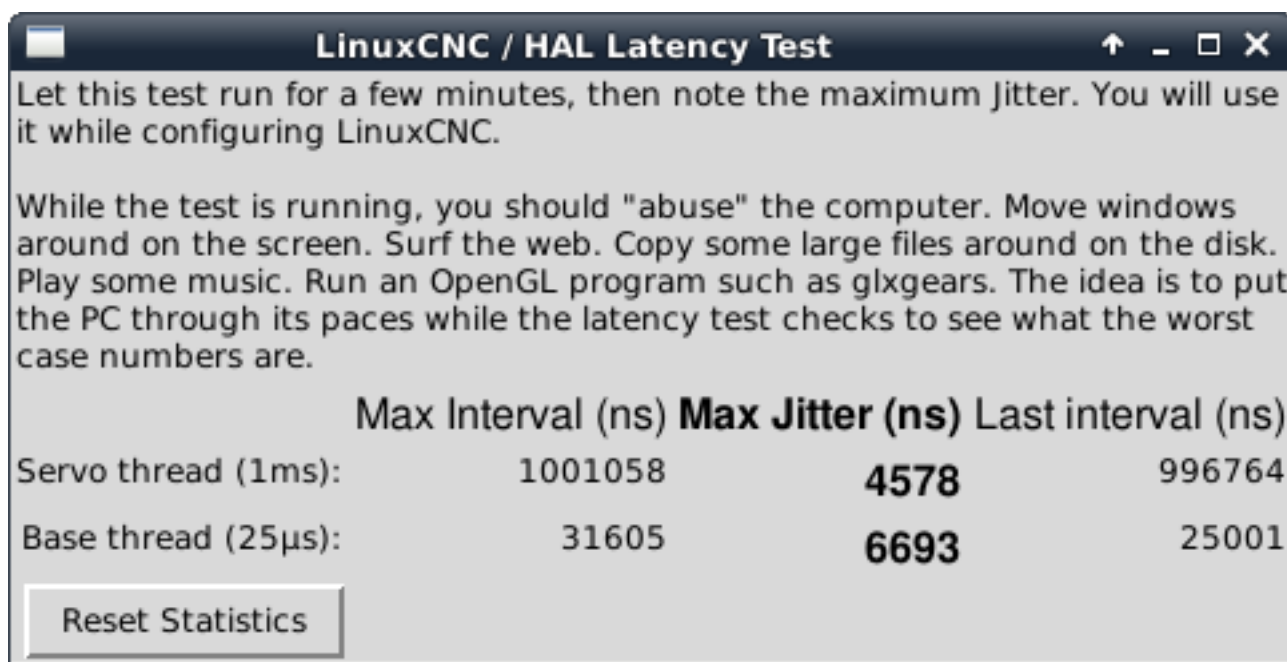 LinuxCNC / HAL Latency Test
Let this test run for a few minutes, then note the maximum Jitter. You will use
it while configuring LinuxCNC.
While the test is running, you should "abuse" the computer. Move windows
around on the screen. Surf the web. Copy some large files around on the disk.
Play some music. Run an OpenGL program such as glxgears. The idea is to put
the PC through its paces while the latency test checks to see what the worst
case numbers are.
Max Interval (ns) Max Jitter (ns) Last interval (ns)
Servo thread (1ms): 1001058 4578 996764
Base thread (25µs): 31605 6693 25001
Reset Statistics